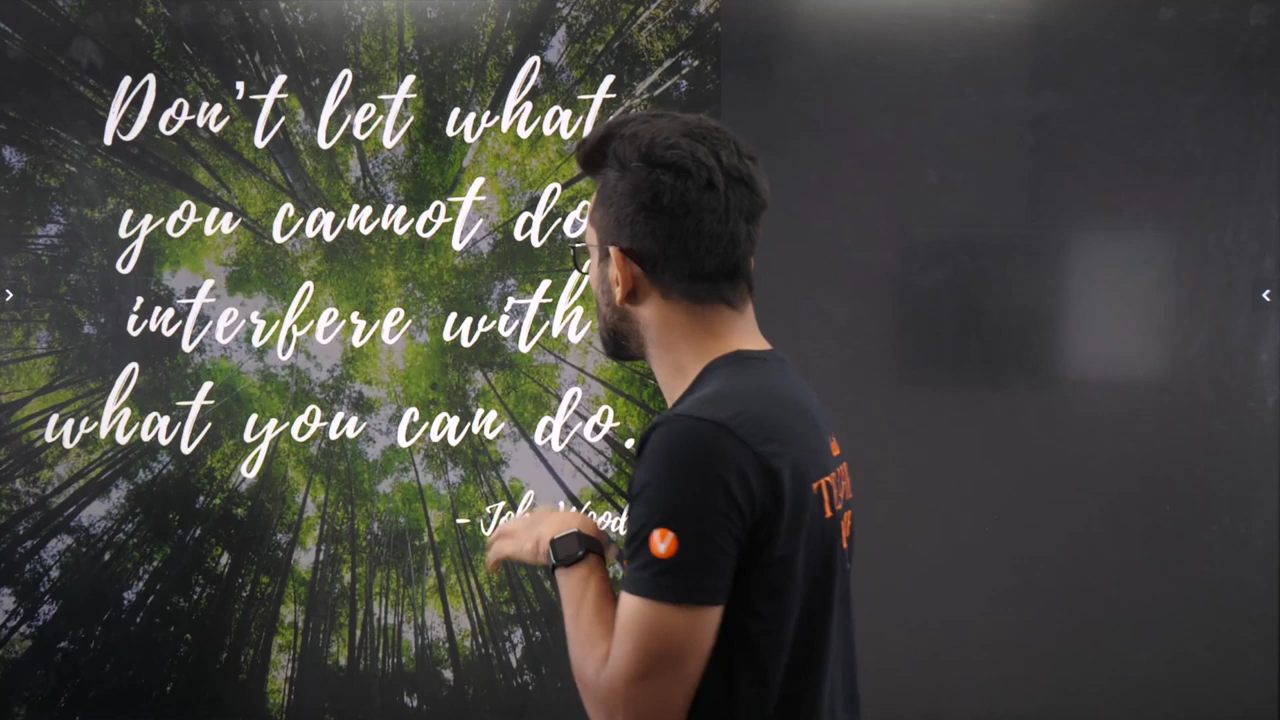 Don't let what
you cannot do
interfere with
what you can do.